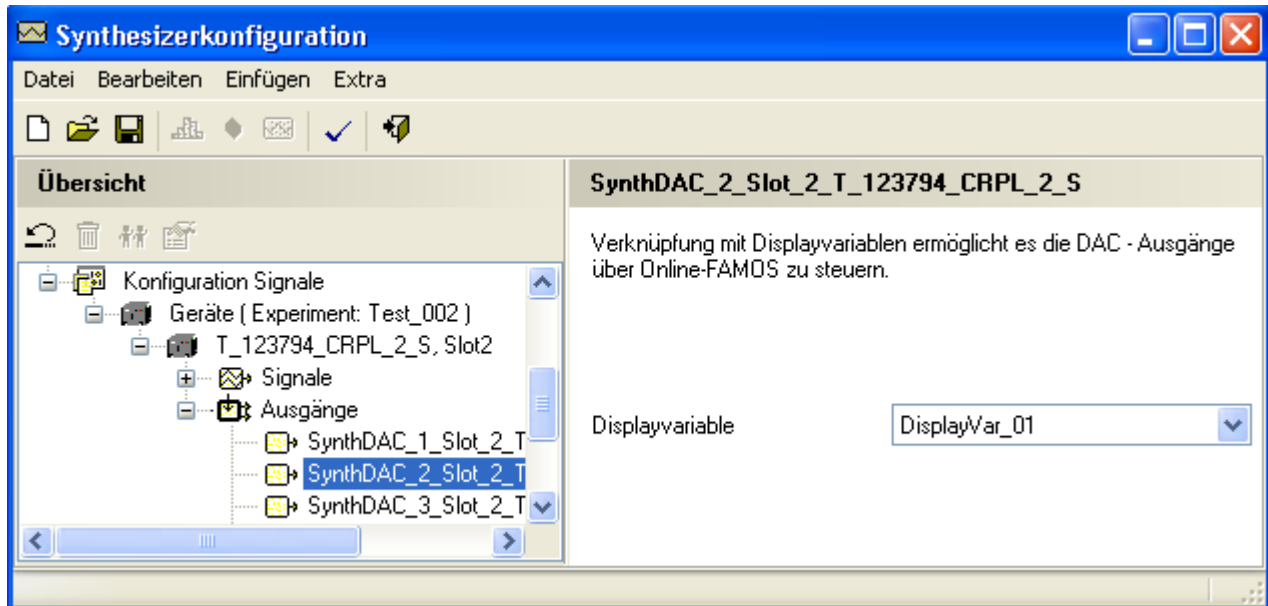 Synthesizerkonfiguration
Datei Bearbeiten Einfügen Extra
Übersicht
Konfiguration Signale
Geräte ( Experiment: Test_002 )
T_123794_CRPL_2_S, Slot2
Signale
Ausgänge
SynthDAC_1_Slot_2_T
SynthDAC_2_Slot_2_T
SynthDAC_3_Slot_2_T
SynthDAC_2_Slot_2_T_123794_CRPL_2_S
Verknüpfung mit Displayvariablen ermöglicht es die DAC - Ausgänge
über Online-FAMOS zu steuern.
Displayvariable DisplayVar_01